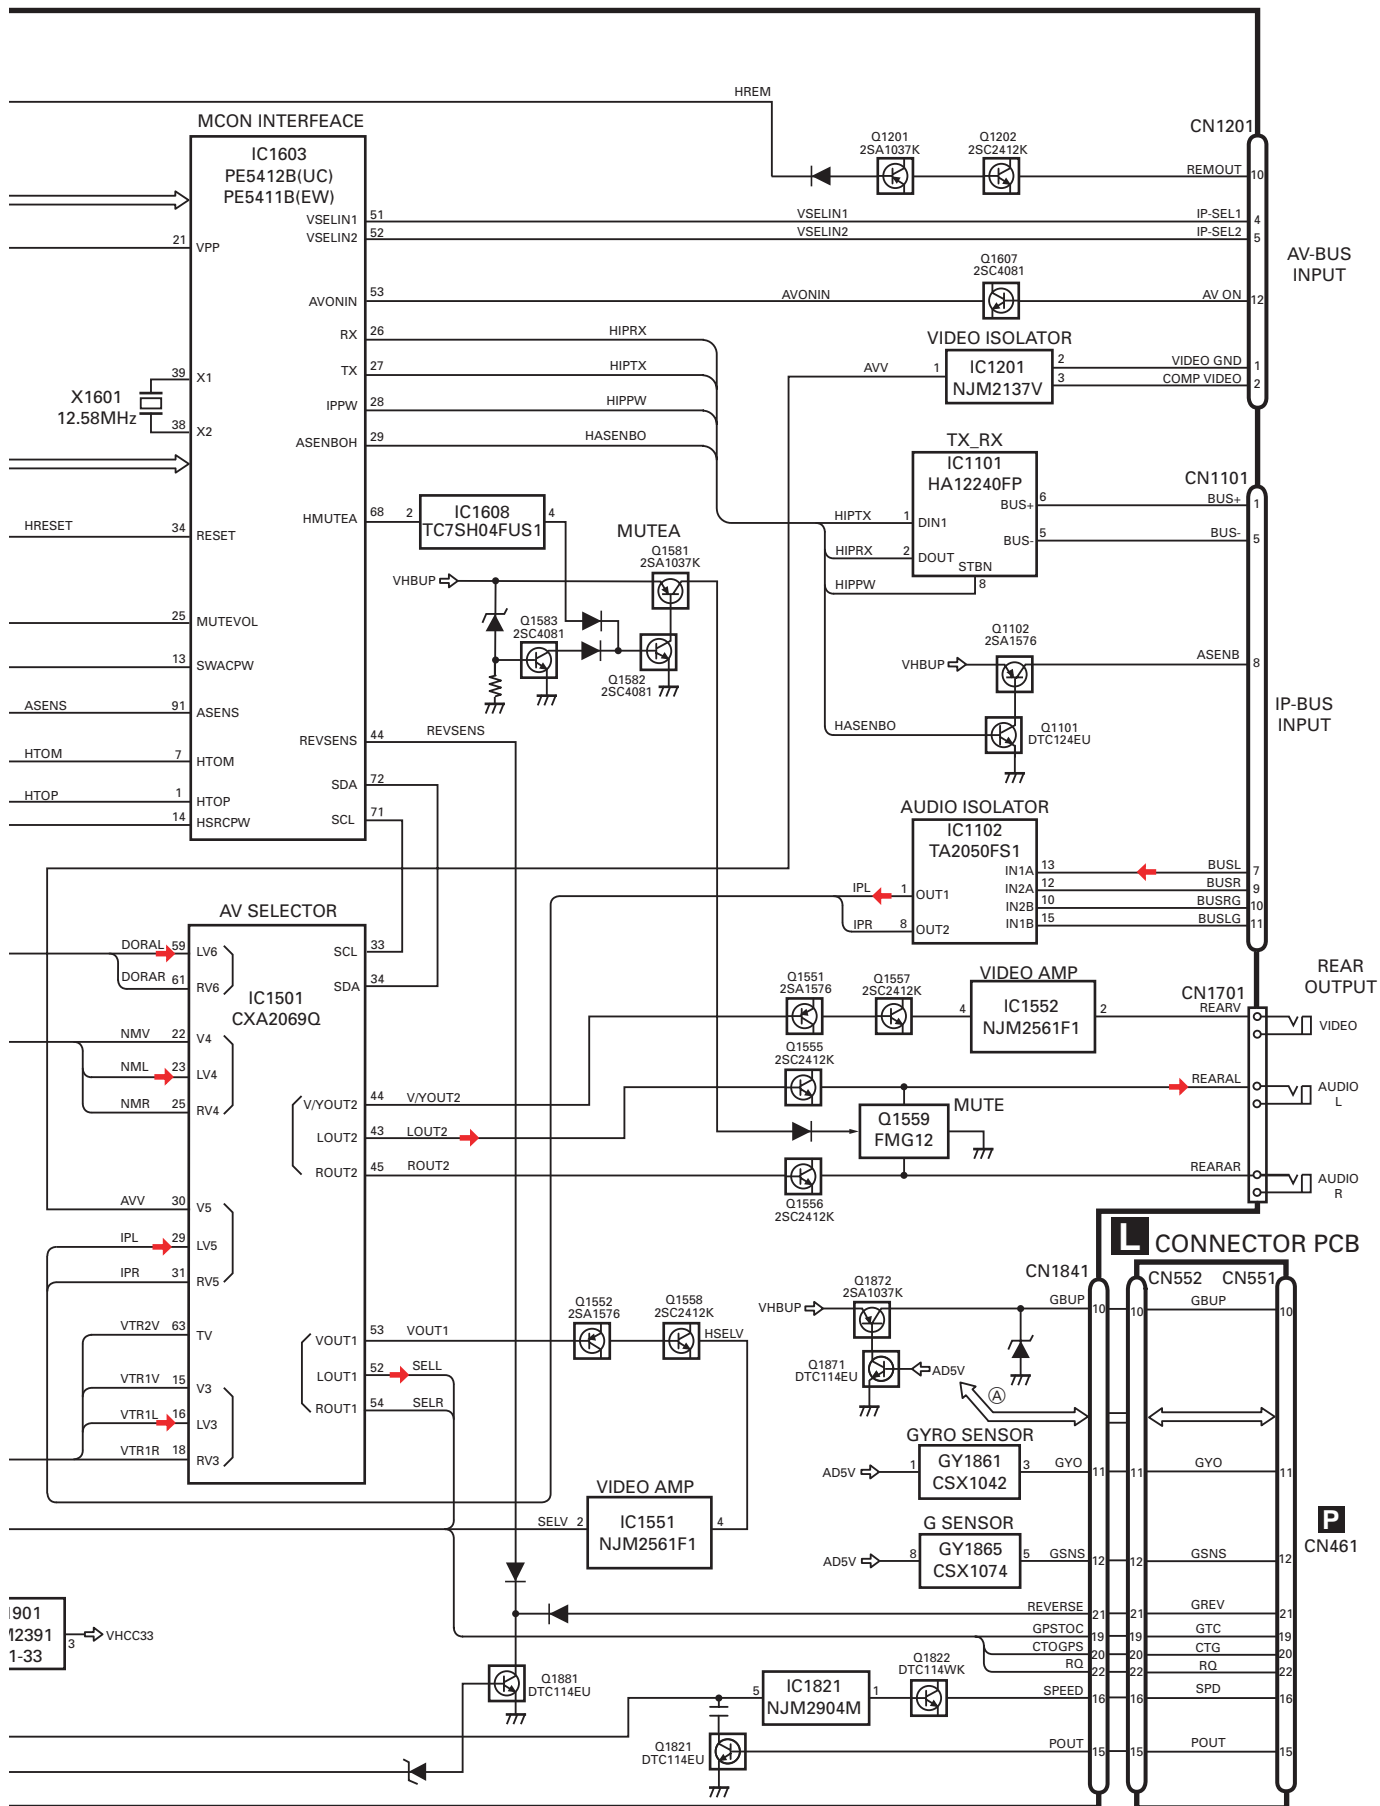 HREM
MCON INTERFEACE
IC1603
PE5412B(UC)
PE5411B(EW)
VSELIN1 51 VSELIN1 IP-SEL1 4
VSELIN2 52 VSELIN2 IP-SEL2 5
21 VPP
Q1201
2SA1037K
Q1202
2SC2412K
CN1201
REMOUT 10
AV-BUS
INPUT
Q1607
2SC4081
AVONIN 53 AVONIN AV ON 12
RX 26 HIPRX
VIDEO ISOLATOR
AVV 1 IC1201
NJM2137V
2 VIDEO GND 1
3 COMP VIDEO 2
X1601
12.58MHz
39 X1
38 X2
TX 27 HIPTX
IPPW 28 HIPPW
ASENBOH 29 HASENBO
TX_RX
IC1101
HA12240FP
CN1101
BUS+ 6 BUS+ 1
BUS- 5 BUS- 5
HIPTX 1 DIN1
HIPRX 2 DOUT
STBN
HIPPW 8
HRESET 34 RESET
HMUTEA 68 2 IC1608 4
TC7SH04FUS1
MUTEA
Q1581
2SA1037K
VHBUP
Q1583
2SC4081
Q1582
2SC4081
25 MUTEVOL
13 SWACPW
ASENS 91 ASENS
HTOM 7 HTOM
HTOP 1 HTOP
14 HSRCPW
REVSENS 44 REVSENS
SDA 72
SCL 71
Q1102
2SA1576
VHBUP ASENB 8
HASENBO
Q1101
DTC124EU
IP-BUS
INPUT
AUDIO ISOLATOR
IC1102
TA2050FS1
IN1A 13 BUSL 7
IN2A 12 BUSR 9
IN2B 10 BUSRG 10
IN1B 15 BUSLG 11
IPL 1 OUT1
IPR 8 OUT2
AV SELECTOR
DORAL 59 LV6
DORAR 61 RV6
SCL 33
SDA 34
IC1501
CXA2069Q
NMV 22 V4
NML 23 LV4
NMR 25 RV4
Q1551
2SA1576
Q1557
2SC2412K
VIDEO AMP
4 IC1552 2
NJM2561F1
CN1701
REARV
REAR
OUTPUT
VIDEO
Q1555
2SC2412K
REARAL
AUDIO
L
V/YOUT2 44 V/YOUT2
LOUT2 43 LOUT2
ROUT2 45 ROUT2
Q1559
FMG12
MUTE
REARAR
AUDIO
R
Q1556
2SC2412K
AVV 30 V5
IPL 29 LV5
IPR 31 RV5
L CONNECTOR PCB
CN1841 CN552 CN551
Q1872
2SA1037K
VHBUP GBUP 10 10 GBUP 10
Q1871
DTC114EU
AD5V
A
VTR2V 63 TV
VTR1V 15 V3
VTR1L 16 LV3
VTR1R 18 RV3
VOUT1 53 VOUT1
LOUT1 52 SELL
ROUT1 54 SELR
Q1552
2SA1576
Q1558
2SC2412K
HSELV
GYRO SENSOR
AD5V 1 GY1861 3 GYO 11 11 GYO 11
CSX1042
VIDEO AMP
SELV 2 IC1551 4
NJM2561F1
G SENSOR
AD5V 8 GY1865 5 GSNS 12 12 GSNS 12
CSX1074
P
CN461
1901
M2391
1-33
3 VHCC33
REVERSE 21 21 GREV 21
GPSTOC 19 19 GTC 19
CTOGPS 20 20 CTG 20
RQ 22 22 RQ 22
Q1881
DTC114EU
5 IC1821 1
NJM2904M
Q1822
DTC114WK
SPEED 16 16 SPD 16
Q1821
DTC114EU
POUT 15 15 POUT 15